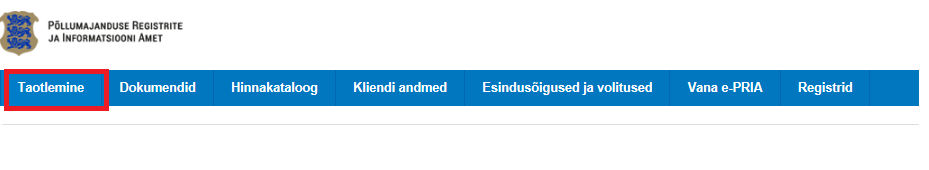 Põllumajanduse Registrite
ja Informatsiooni Amet
Taotlemine Dokumendid Hinnakataloog Kliendi andmed Esindusõigused ja volitused Vana e-PRIA Registrid